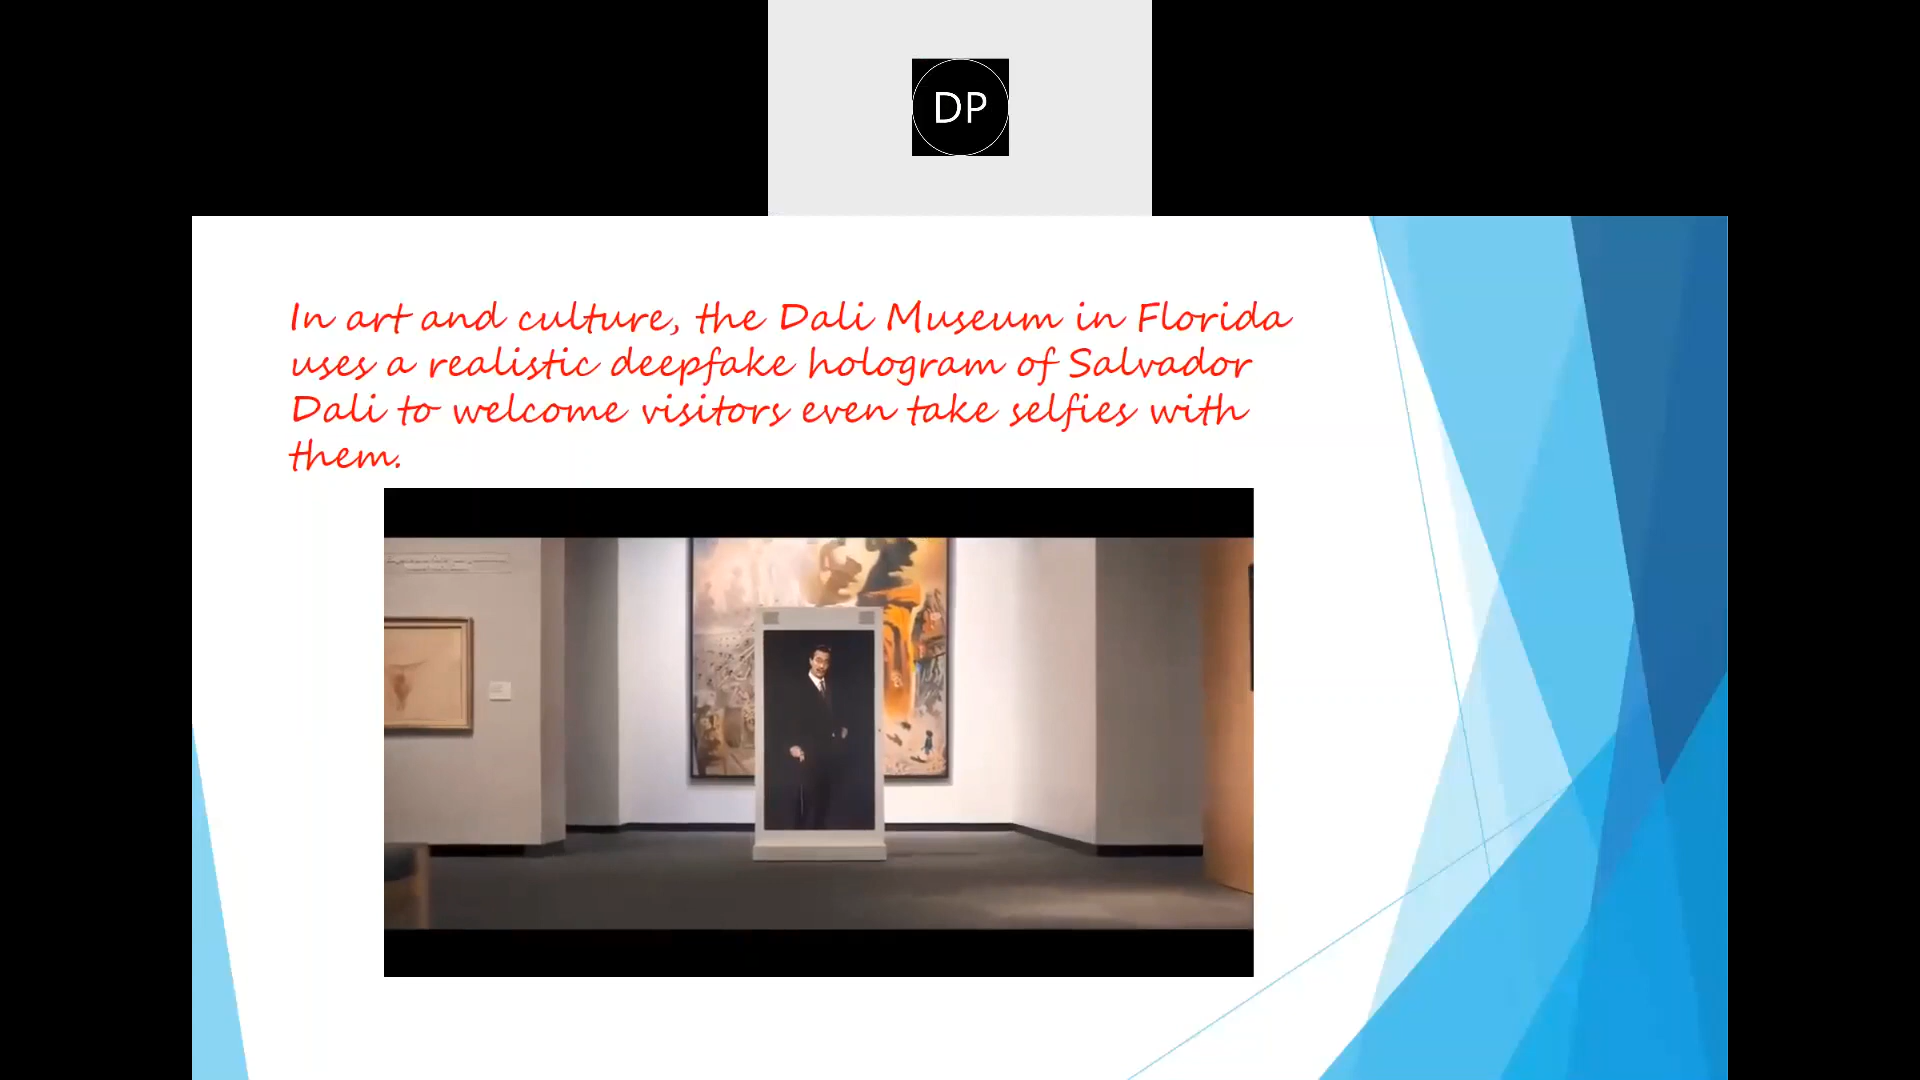 DP
In art and culture, the Dali Museum in Florida
uses a realistic deepfake hologram of Salvador
Dali to welcome visitors even take selfies with
them.